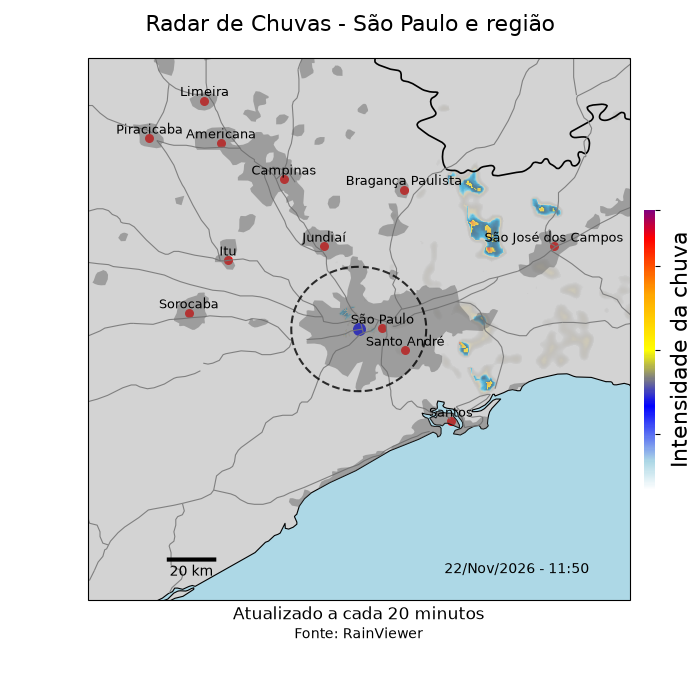 Radar de Chuvas - São Paulo e região
Limeira
Piracicaba
Americana
Campinas
Bragança Paulista
Jundiaí
São José dos Campos
Itu
Sorocaba
São Paulo
Santo André
Santos
20 km
22/Nov/2026 - 11:50
Intensidade da chuva
Atualizado a cada 20 minutos
Fonte: RainViewer